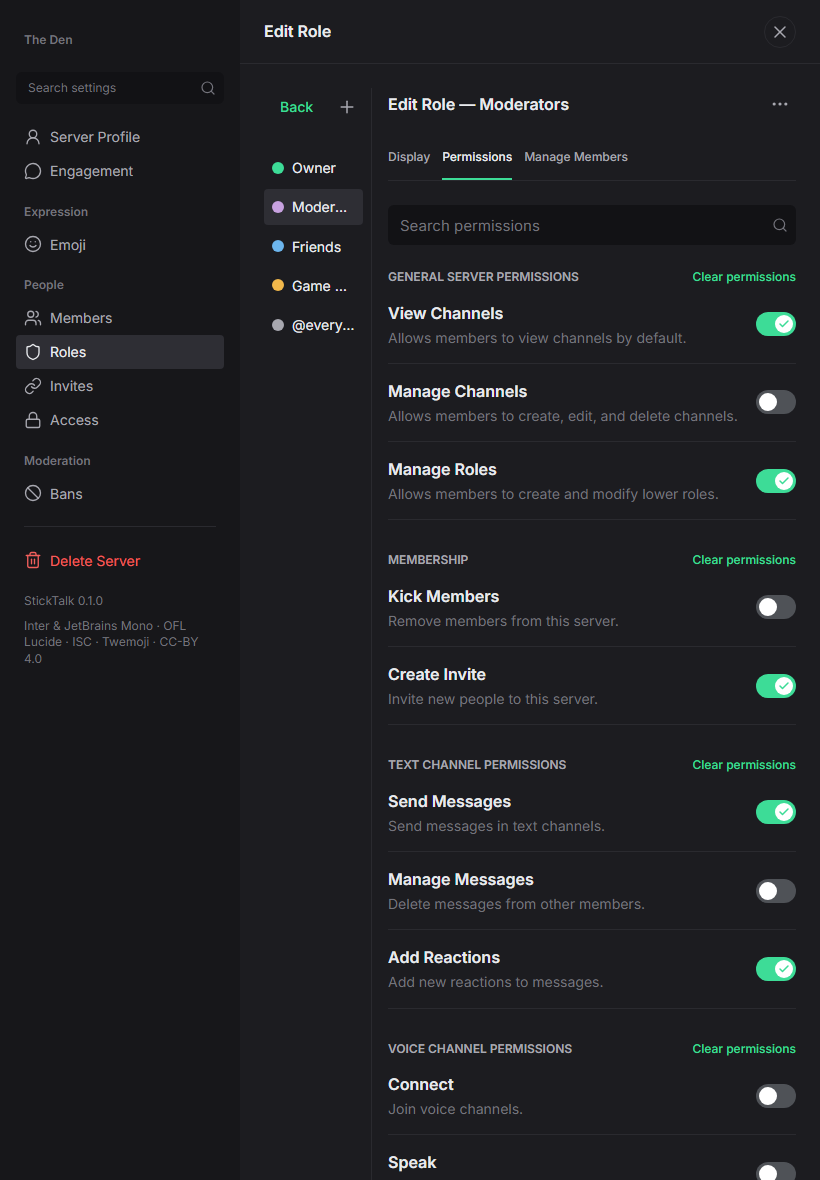 The Den
Search settings
Server Profile
Engagement
Expression
Emoji
People
Members
Roles
Invites
Access
Moderation
Bans
Delete Server
StickTalk 0.1.0
Inter & JetBrains Mono · OFL
Lucide · ISC · Twemoji · CC-BY
4.0
Edit Role
Back
Owner
Moder...
Friends
Game ...
@every...
Edit Role — Moderators
Display Permissions Manage Members
Search permissions
GENERAL SERVER PERMISSIONS Clear permissions
View Channels
Allows members to view channels by default.
Manage Channels
Allows members to create, edit, and delete channels.
Manage Roles
Allows members to create and modify lower roles.
MEMBERSHIP Clear permissions
Kick Members
Remove members from this server.
Create Invite
Invite new people to this server.
TEXT CHANNEL PERMISSIONS Clear permissions
Send Messages
Send messages in text channels.
Manage Messages
Delete messages from other members.
Add Reactions
Add new reactions to messages.
VOICE CHANNEL PERMISSIONS Clear permissions
Connect
Join voice channels.
Speak